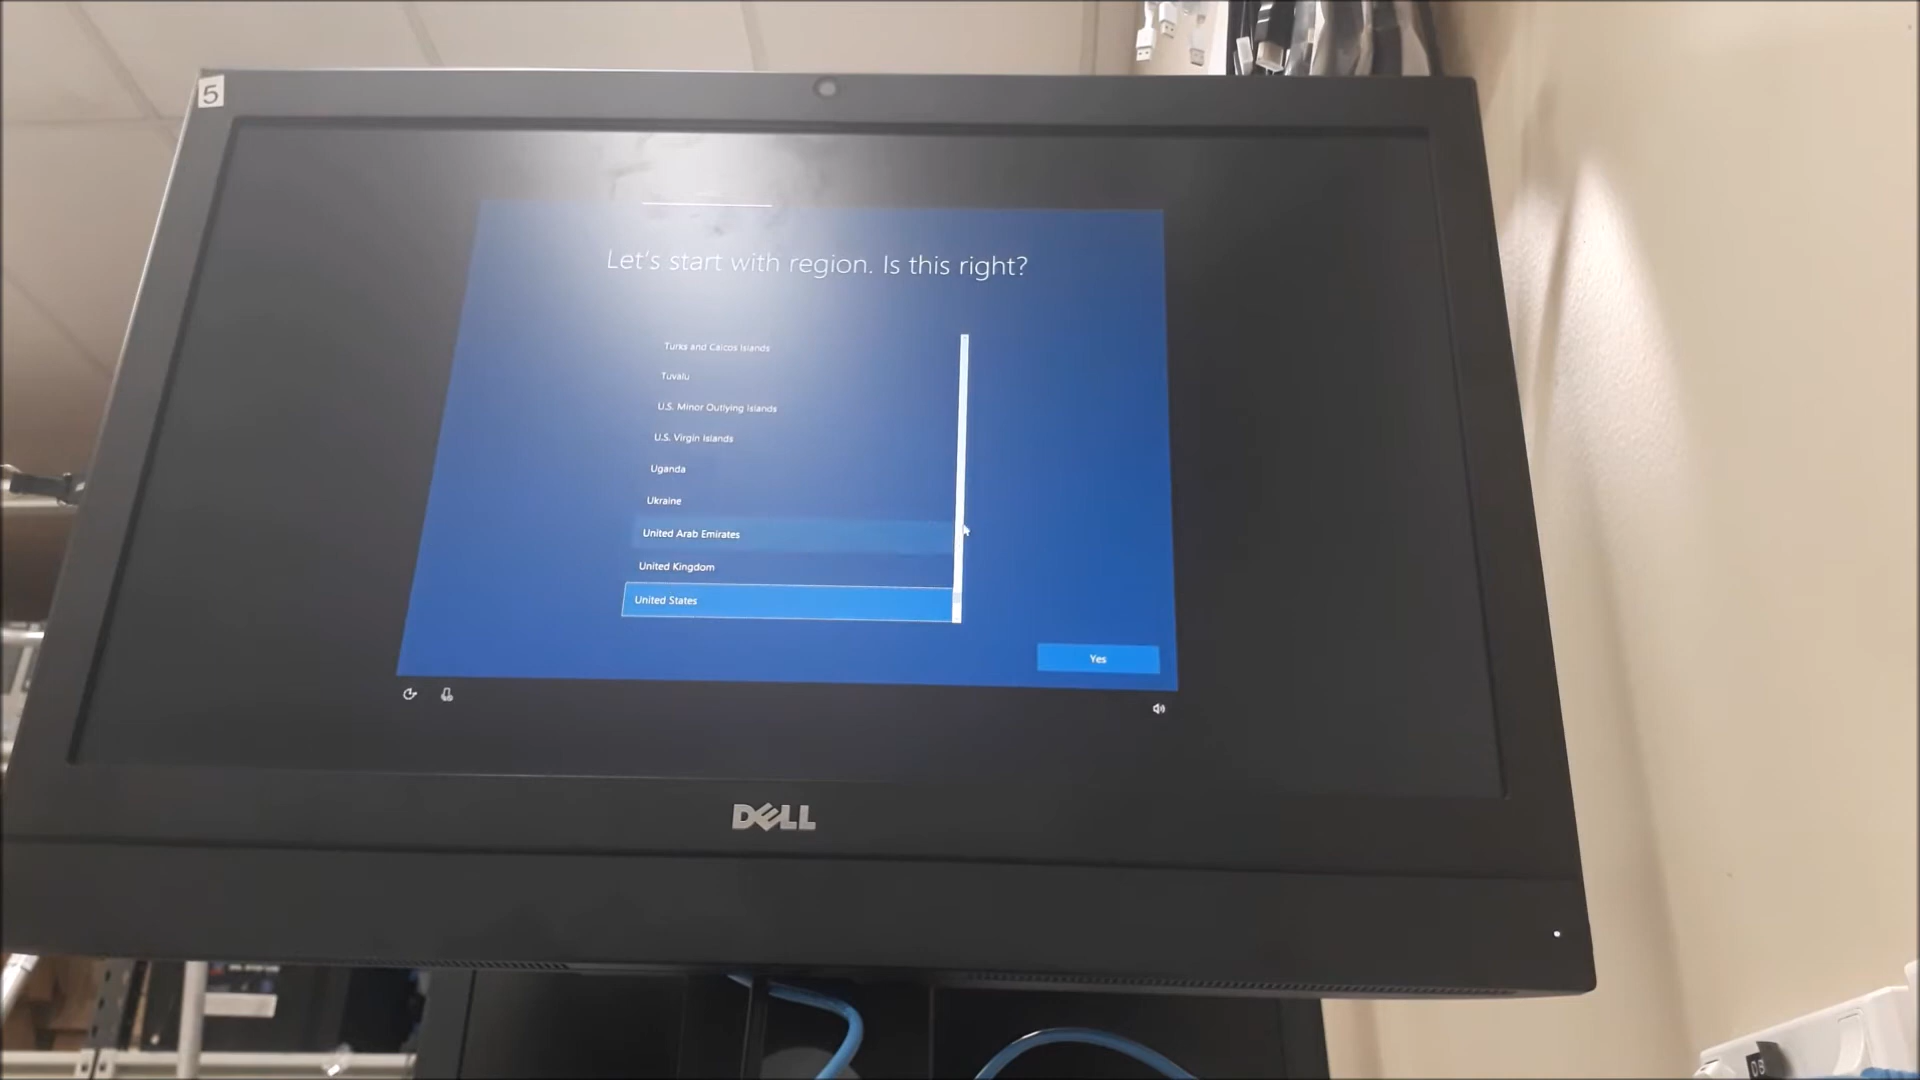 5
Let's start with region. Is this right?
Turks and Caicos Islands
Tuvalu
U.S. Minor Outlying Islands
U.S. Virgin Islands
Uganda
Ukraine
United Arab Emirates
United Kingdom
United States
Yes
DELL